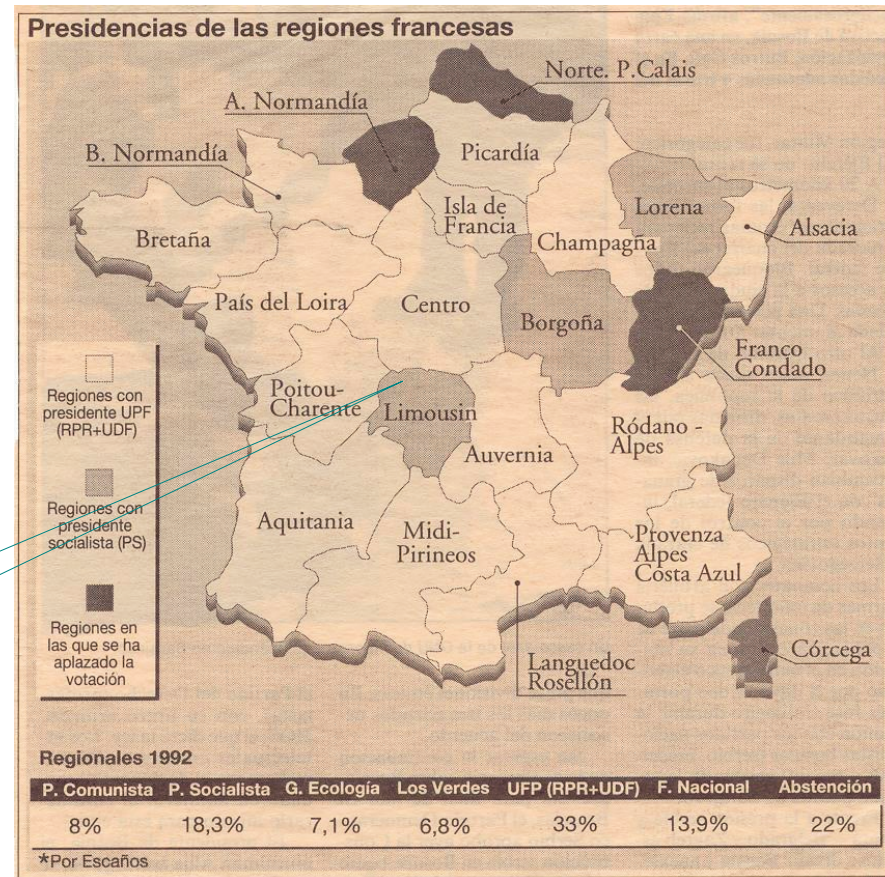 Presidencias de las regiones francesas
Norte. P.Calais
A. Normandía
B. Normandía
Picardía
Isla de
Francia
Lorena
Alsacia
Champagña
Bretaña
País del Loira
Centro
Borgoña
Franco
Condado
Poitou-
Charente
Limousin
Auvernia
Ródano -
Alpes
Aquitania
Midi-
Pirineos
Provenza
Alpes
Costa Azul
Languedoc
Rosellón
Córcega
Regiones con
presidente UPF
(RPR+UDF)
Regiones con
presidente
socialista (PS)
Regiones en
las que se ha
aplazado la
votación
Regionales 1992
P. Comunista P. Socialista G. Ecología Los Verdes UFP (RPR+UDF) F. Nacional Abstención
8% 18,3% 7,1% 6,8% 33% 13,9% 22%
*Por Escaños